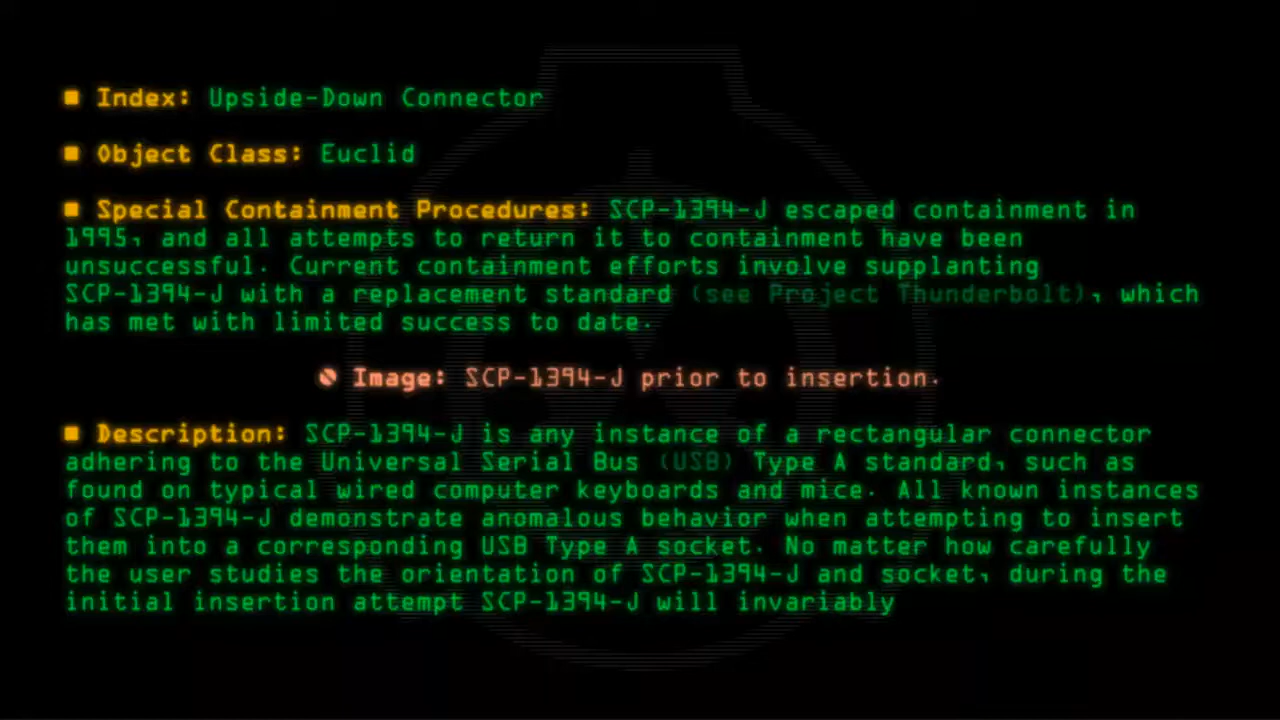 ■ Index: Upside-Down Connector
■ Object Class: Euclid
■ Special Containment Procedures: SCP-1394-J escaped containment in
1995, and all attempts to return it to containment have been
unsuccessful. Current containment efforts involve supplanting
SCP-1394-J with a replacement standard (see Project Thunderbolt), which
has met with limited success to date.
Image: SCP-1394-J prior to insertion.
■ Description: SCP-1394-J is any instance of a rectangular connector
adhering to the Universal Serial Bus (USB) Type A standard, such as
found on typical wired computer keyboards and mice. All known instances
of SCP-1394-J demonstrate anomalous behavior when attempting to insert
them into a corresponding USB Type A socket. No matter how carefully
the user studies the orientation of SCP-1394-J and socket, during the
initial insertion attempt SCP-1394-J will invariably